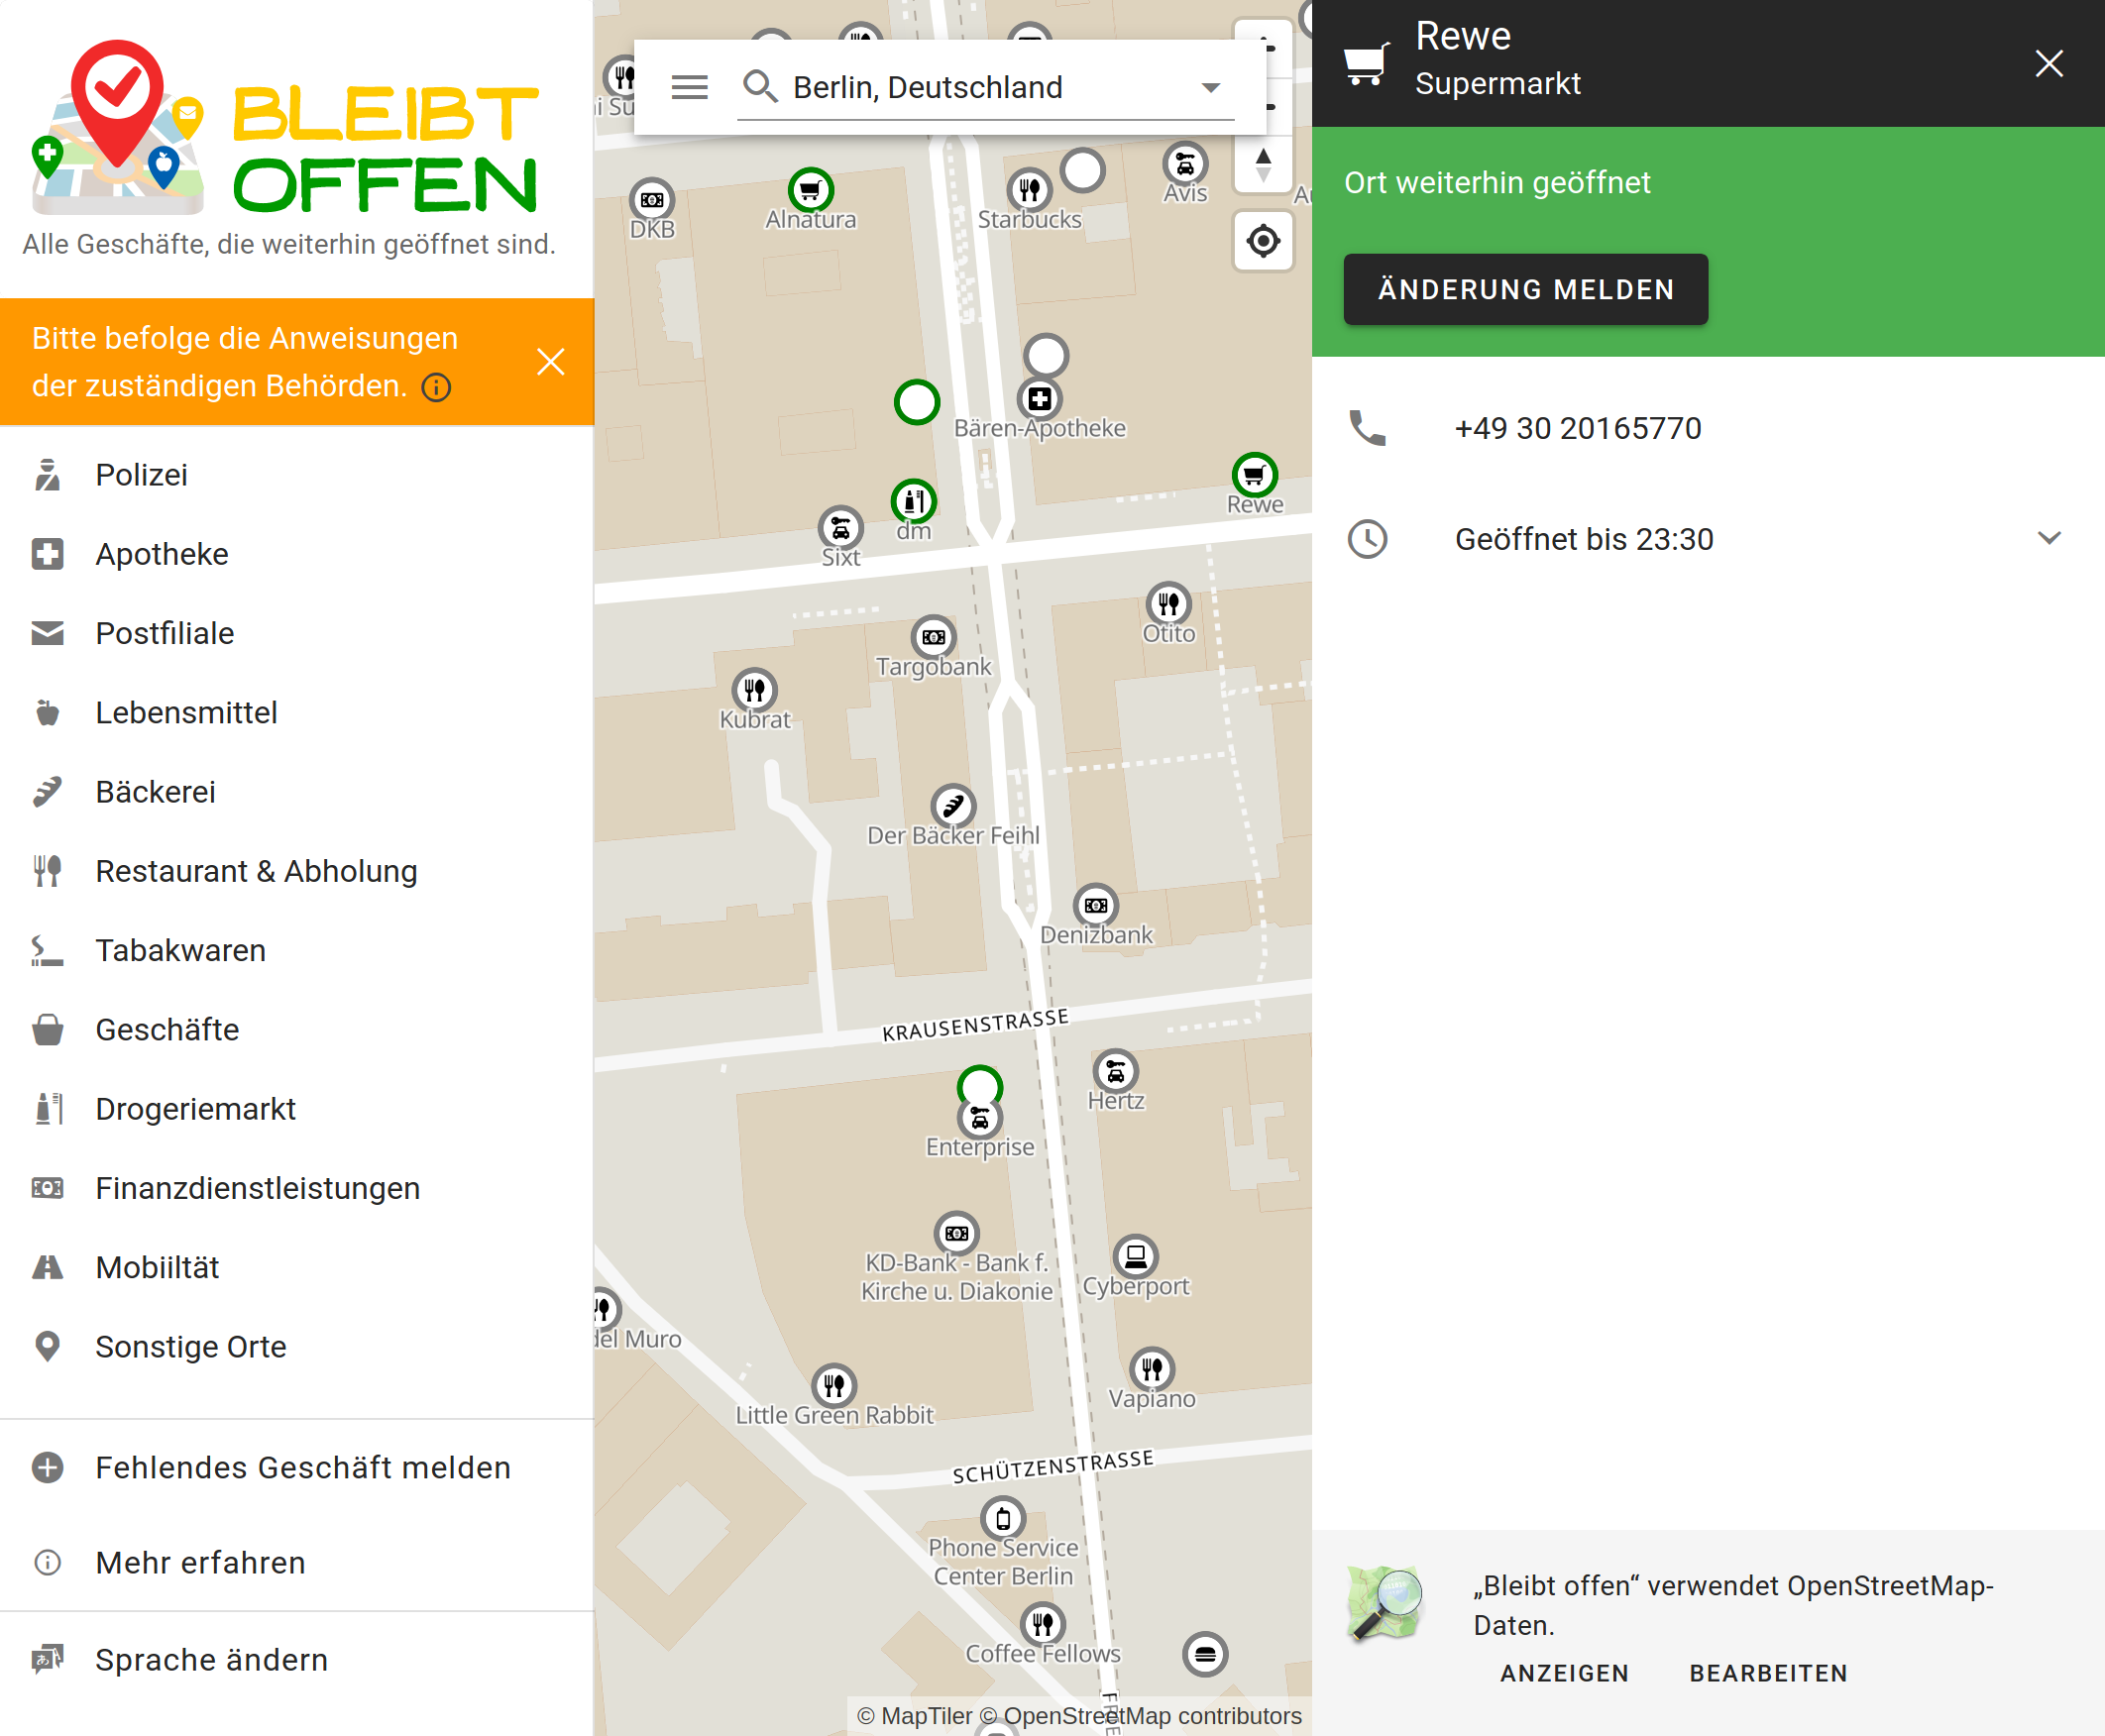 BLEIBT
OFFEN
Alle Geschäfte, die weiterhin geöffnet sind.
Bitte befolge die Anweisungen
der zuständigen Behörden.
Polizei
Apotheke
Postfiliale
Lebensmittel
Bäckerei
Restaurant & Abholung
Tabakwaren
Geschäfte
Drogeriemarkt
Finanzdienstleistungen
Mobiiltät
Sonstige Orte
Fehlendes Geschäft melden
Mehr erfahren
Sprache ändern
Berlin, Deutschland
DKB
Alnatura
Starbucks
Avis
Bären-Apotheke
Rewe
dm
Sixt
Otito
Targobank
Kubrat
Der Bäcker Feihl
Denizbank
KRAUSENSTRASSE
Hertz
Enterprise
KD-Bank - Bank f.
Kirche u. Diakonie
Cyberport
del Muro
Vapiano
Little Green Rabbit
SCHÜTZENSTRASSE
Phone Service
Center Berlin
Coffee Fellows
© MapTiler © OpenStreetMap contributors
Rewe
Supermarkt
Ort weiterhin geöffnet
ÄNDERUNG MELDEN
+49 30 20165770
Geöffnet bis 23:30
„Bleibt offen“ verwendet OpenStreetMap-
Daten.
ANZEIGEN BEARBEITEN